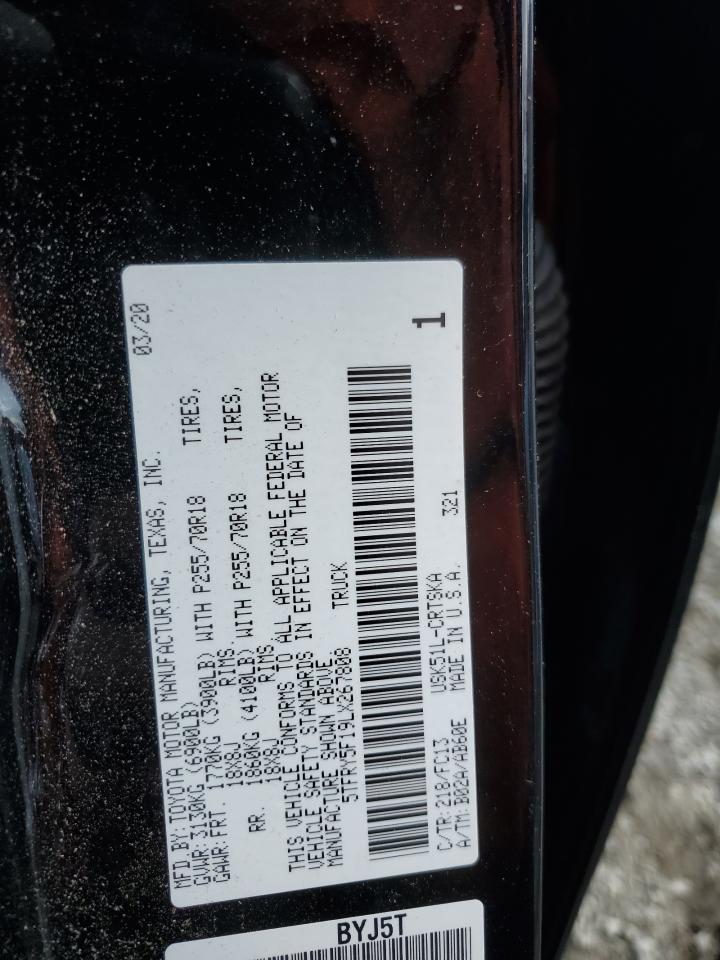 MFD BY: TOYOTA MOTOR MANUFACTURING, TEXAS, INC. 03/20
GVWR: 3130KG (6900LB)
GAWR: FRT. 1770KG (3900LB) WITH P255/70R18 TIRES,
18X8J RIMS,
RR. 1860KG (4100LB) WITH P255/70R18 TIRES,
18X8J RIMS
THIS VEHICLE CONFORMS TO ALL APPLICABLE FEDERAL MOTOR
VEHICLE SAFETY STANDARDS IN EFFECT ON THE DATE OF
MANUFACTURE SHOWN ABOVE.
5TFRY5F19LX267808 TRUCK
1
C/TR: 218/FC13 USK51L-CRTSKA 321
A/TM: B02A/AB60E MADE IN U.S.A.
BYJ5T